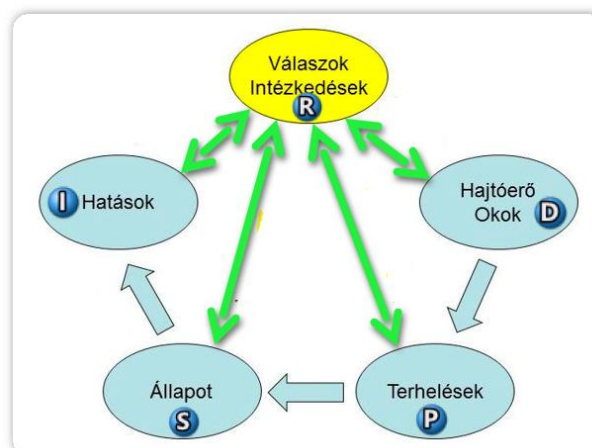 Válaszok
Intézkedések
R
I Hatások
Hajtóerő
Okok D
Állapot
S
Terhelések
P